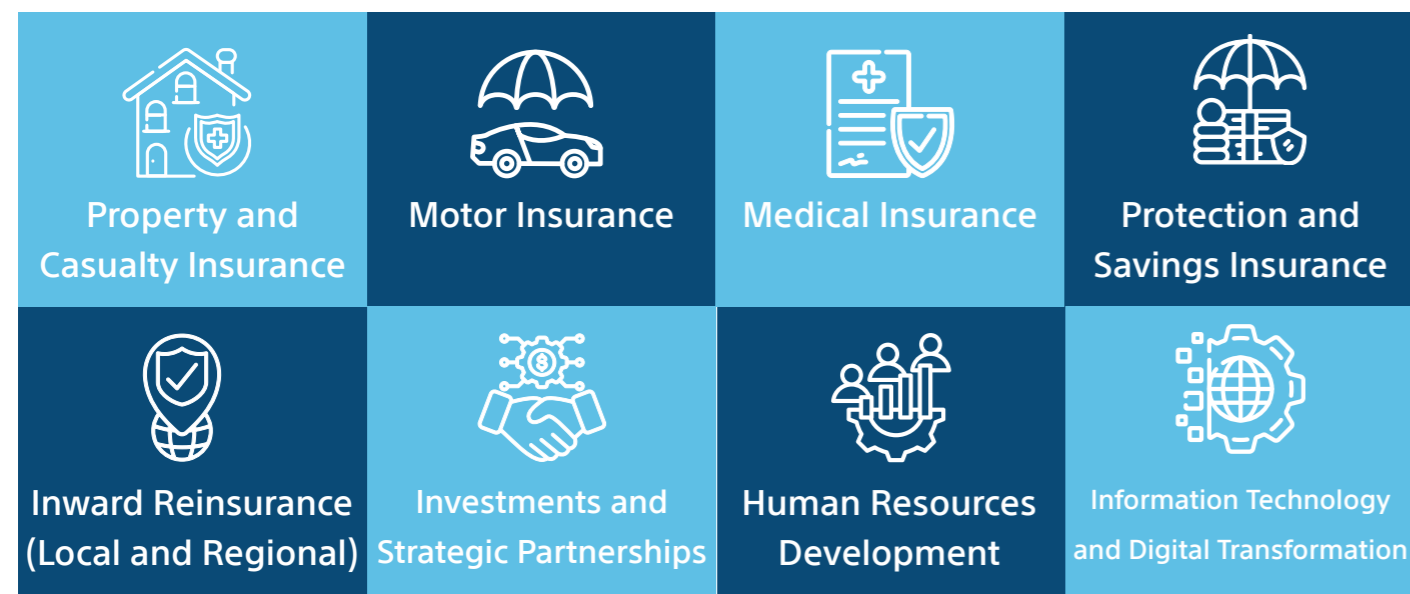 Property and
Casualty Insurance
Motor Insurance
Medical Insurance
Protection and
Savings Insurance
Inward Reinsurance
(Local and Regional)
Investments and
Strategic Partnerships
Human Resources
Development
Information Technology
and Digital Transformation